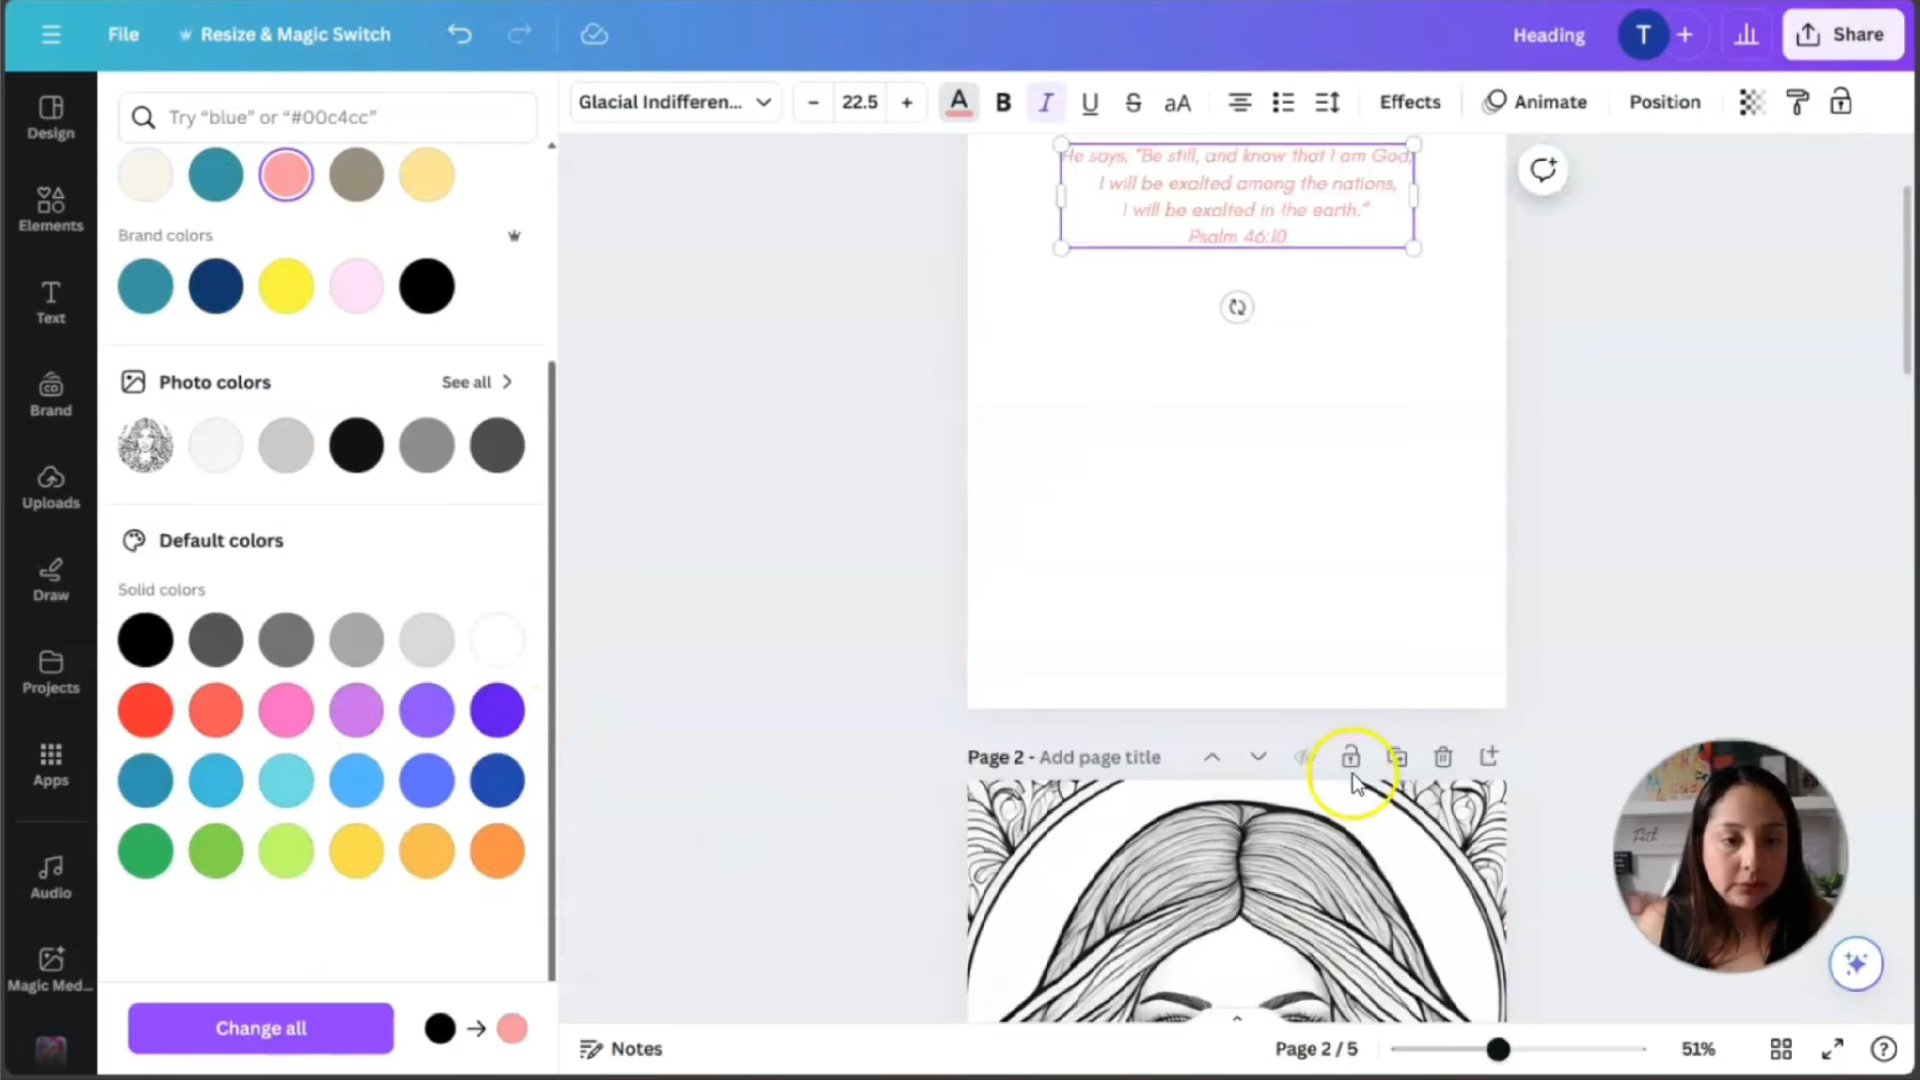 File
Resize & Magic Switch
Heading
T
+
Share
Design
Elements
Text
Brand
Uploads
Draw
Projects
Apps
Audio
Magic Med...
Try “blue” or “#00c4cc”
Brand colors
Photo colors
See all
Default colors
Solid colors
Change all
Glacial Indifferen...
- 22.5 +
A B I U S aA
Effects
Animate
Position
He says, “Be still, and know that I am God;
I will be exalted among the nations,
I will be exalted in the earth.”
Psalm 46:10
Page 2 - Add page title
Notes
Page 2 / 5
51%